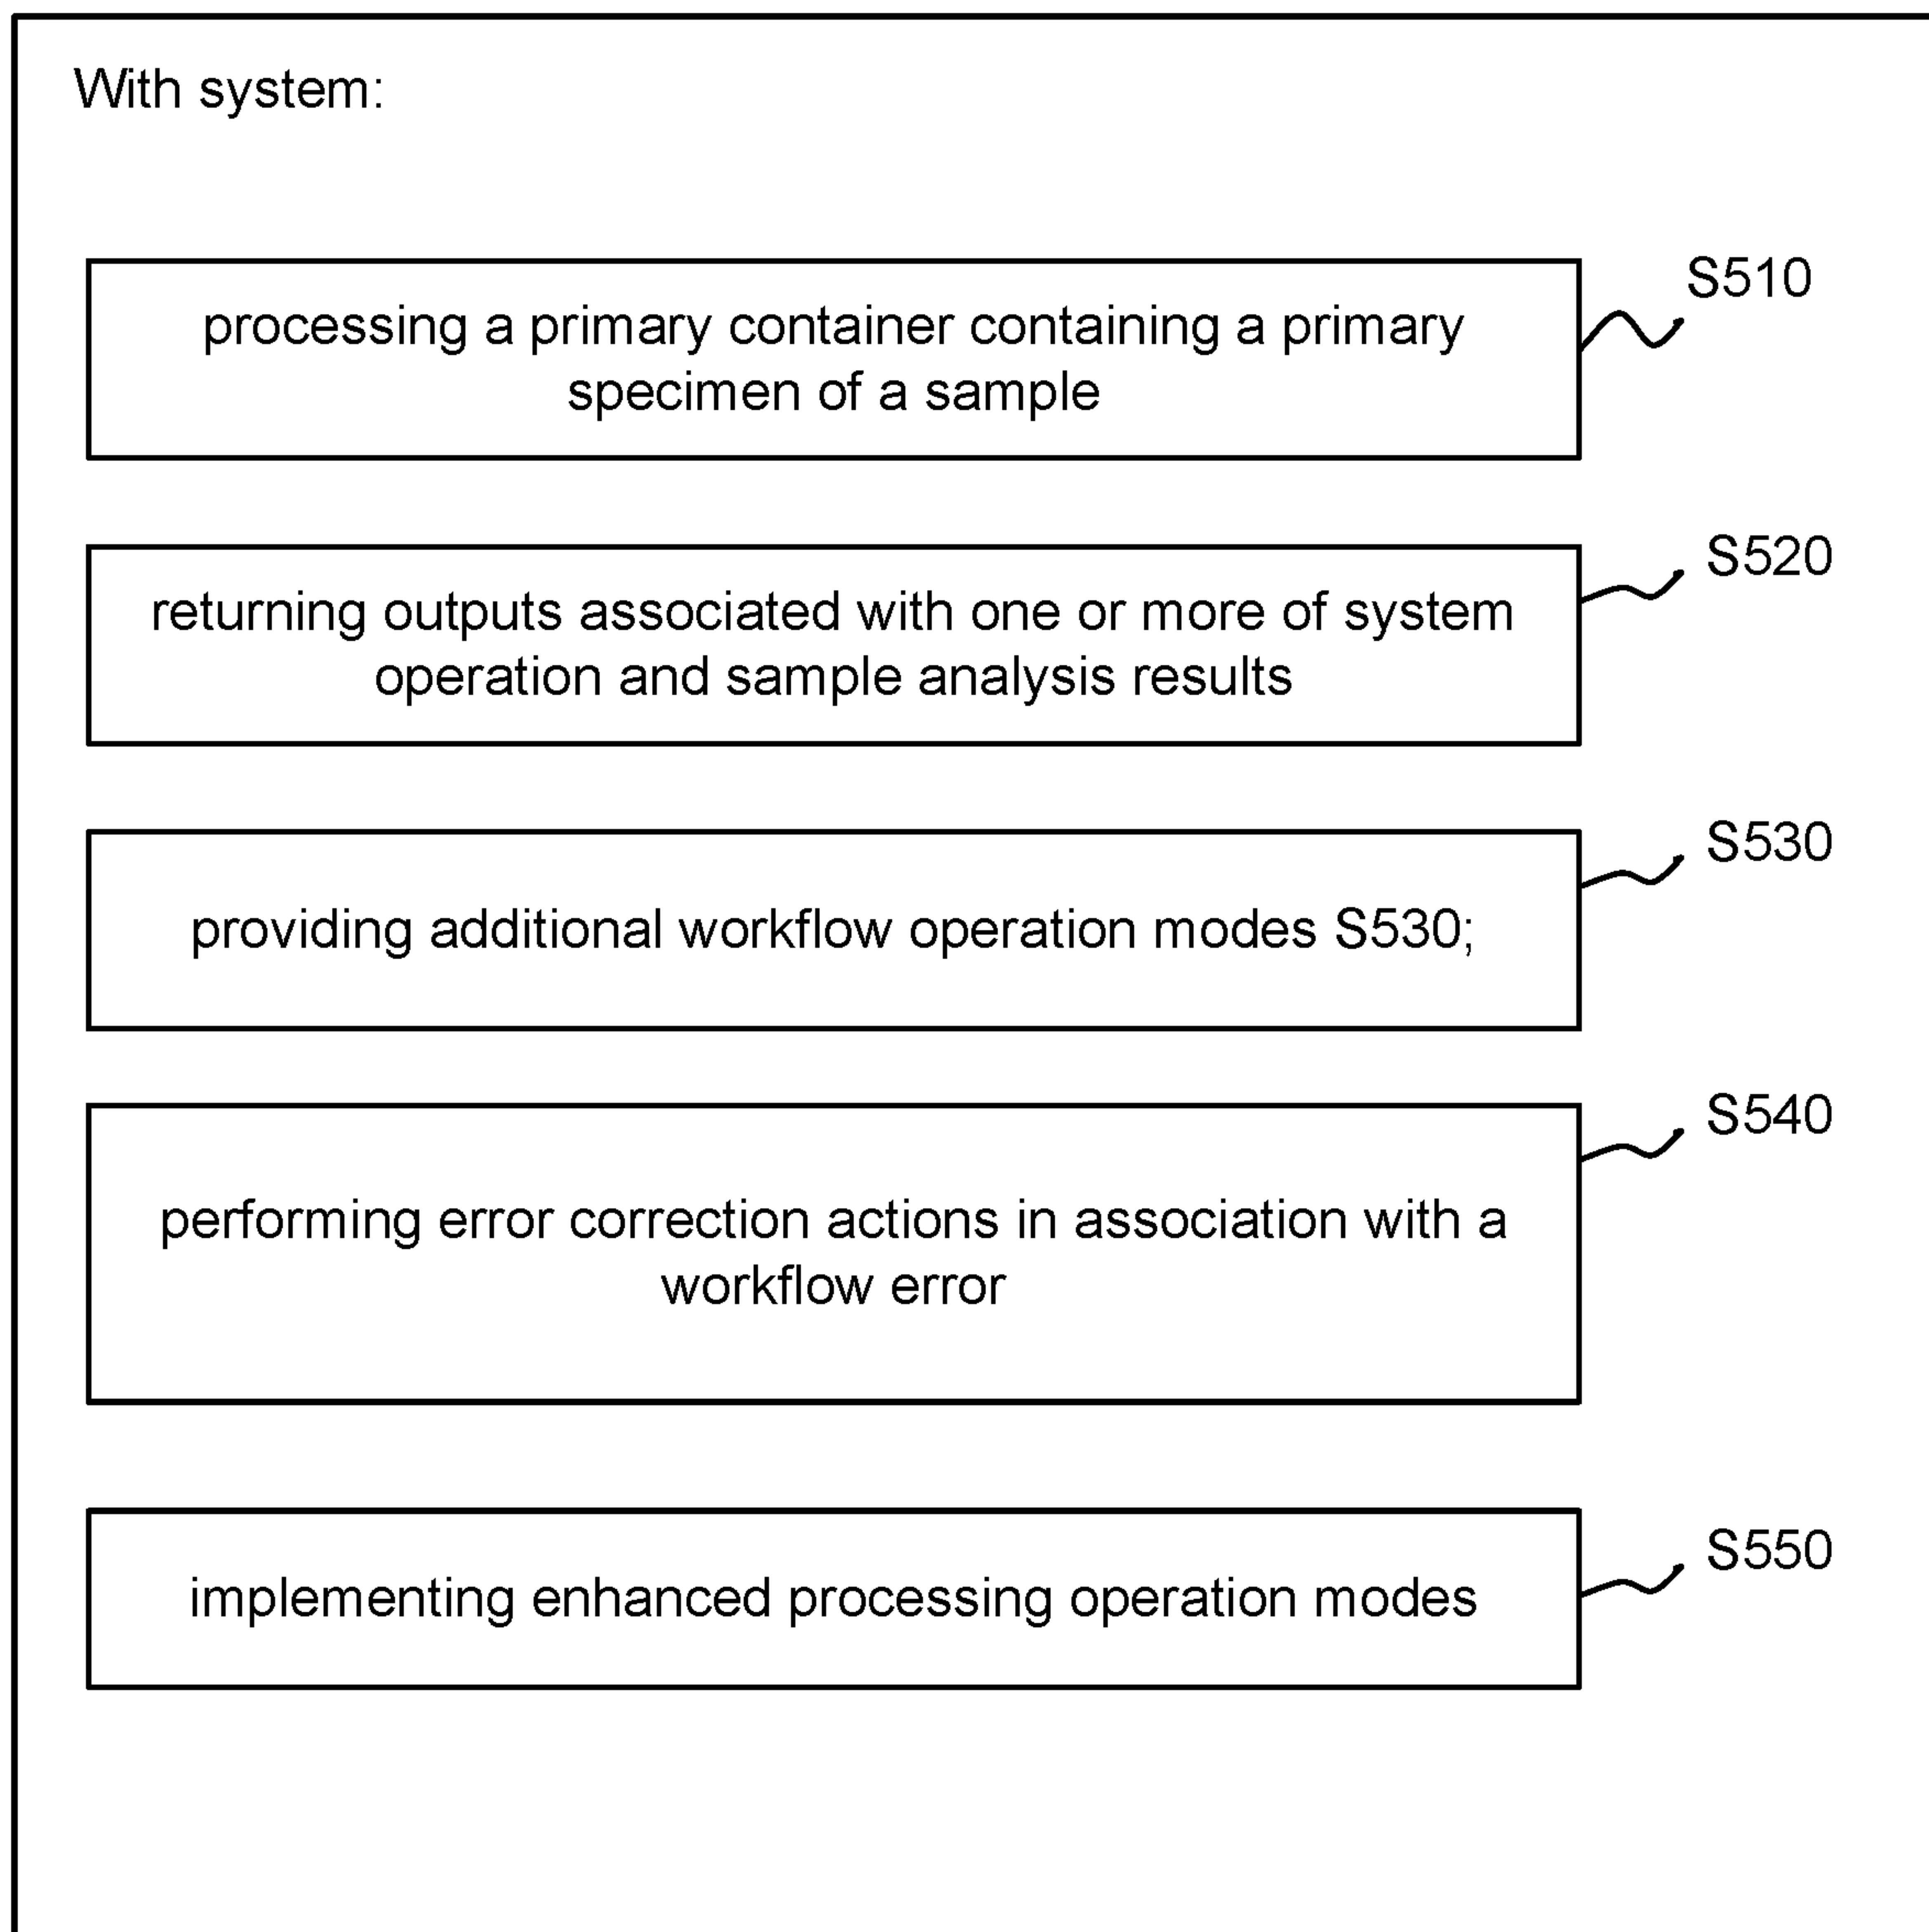 With system:
S510
processing a primary container containing a primary
specimen of a sample
S520
returning outputs associated with one or more of system
operation and sample analysis results
S530
providing additional workflow operation modes S530;
S540
performing error correction actions in association with a
workflow error
S550
implementing enhanced processing operation modes